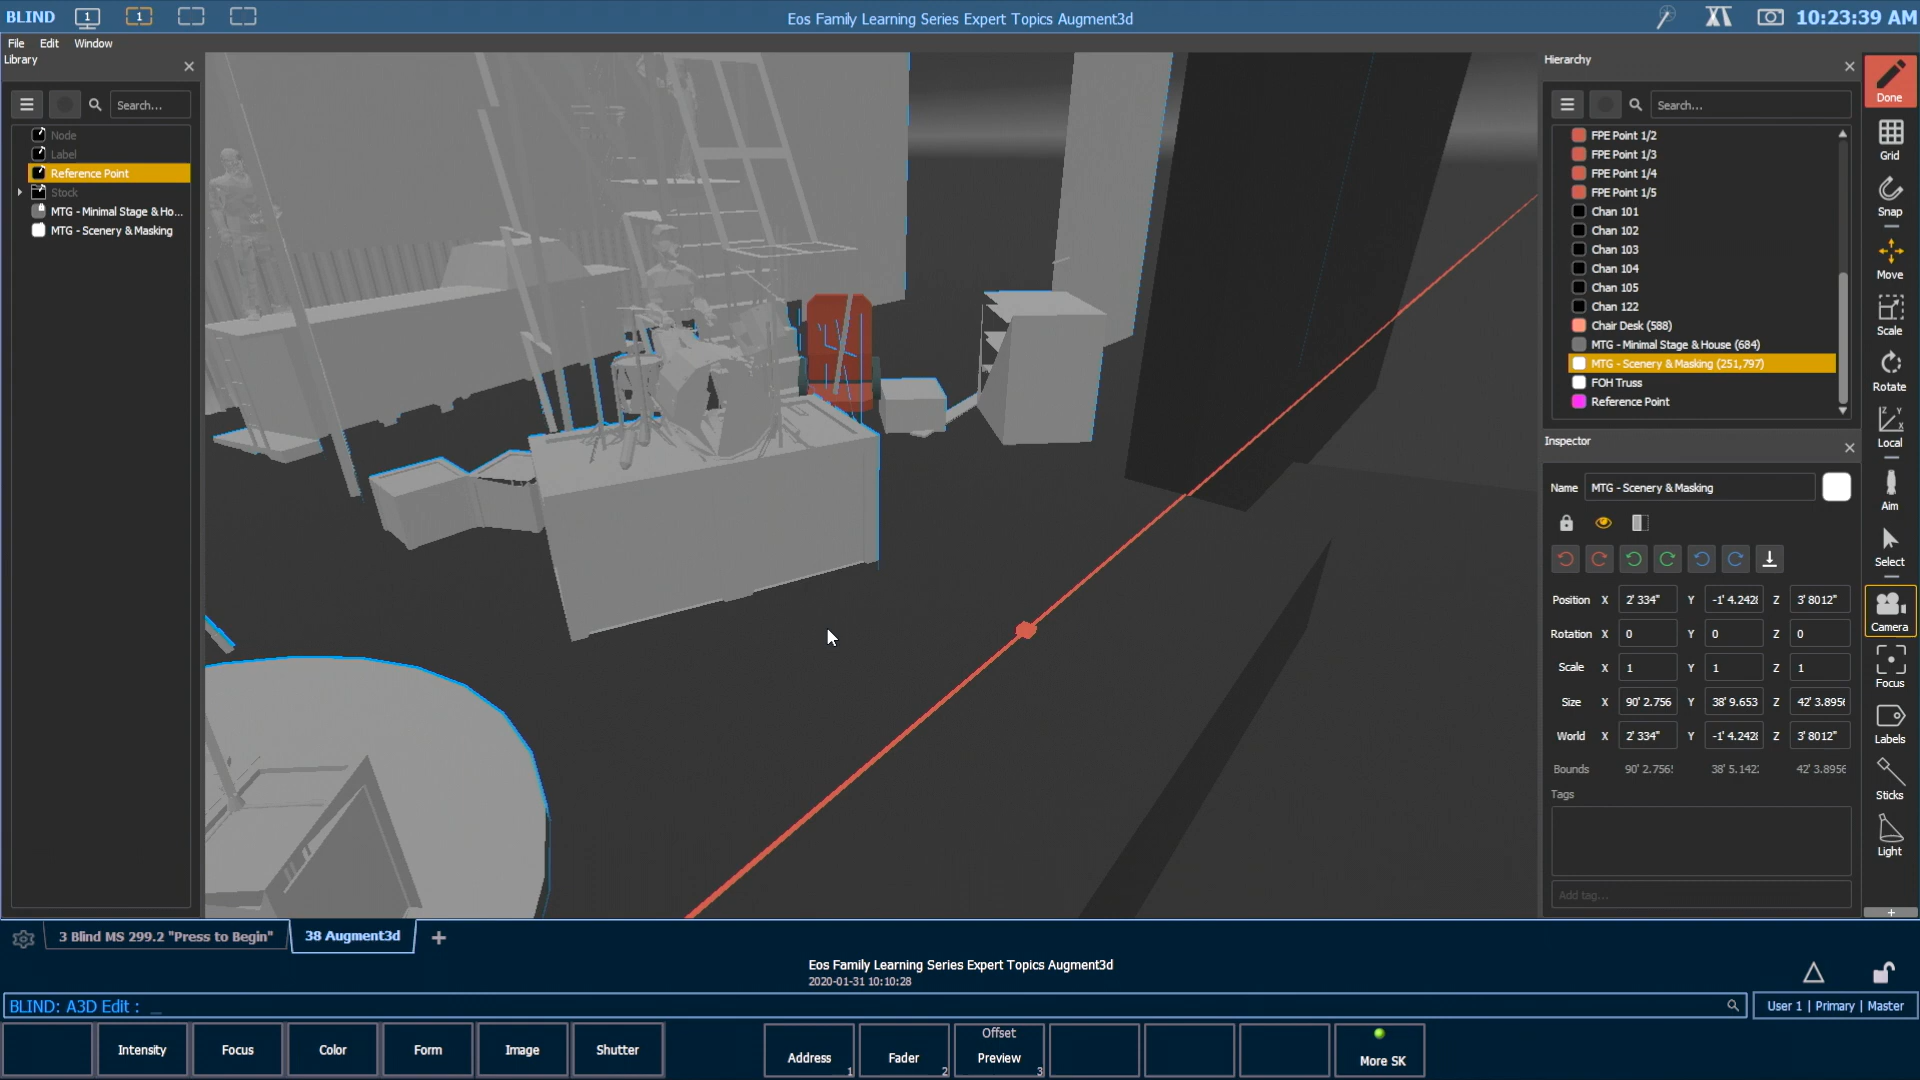 BLIND
1
1
Eos Family Learning Series Expert Topics Augment3d
10:23:39 AM
File Edit Window
Library
Search...
Node
Label
Reference Point
Stock
MTG - Minimal Stage & Ho...
MTG - Scenery & Masking
Hierarchy
Search...
FPE Point 1/2
FPE Point 1/3
FPE Point 1/4
FPE Point 1/5
Chan 101
Chan 102
Chan 103
Chan 104
Chan 105
Chan 122
Chair Desk (588)
MTG - Minimal Stage & House (684)
MTG - Scenery & Masking (251,797)
FOH Truss
Reference Point
Inspector
Name MTG - Scenery & Masking
Position X 2' 334" Y -1' 4.242 Z 3' 8012"
Rotation X 0 Y 0 Z 0
Scale X 1 Y 1 Z 1
Size X 90' 2.756 Y 38' 9.653 Z 42' 3.895
World X 2' 334" Y -1' 4.242 Z 3' 8012"
Bounds 90' 2.756 38' 5.142 42' 3.895
Tags
Add tag...
Done
Grid
Snap
Move
Scale
Rotate
Z Y X
Local
Aim
Select
Camera
Focus
Labels
Sticks
Light
+
3 Blind MS 299.2 "Press to Begin"
38 Augment3d
+
Eos Family Learning Series Expert Topics Augment3d
2020-01-31 10:10:28
BLIND: A3D Edit : _
User 1 | Primary | Master
Intensity
Focus
Color
Form
Image
Shutter
Address 1
Fader 2
Offset
Preview 3
More SK